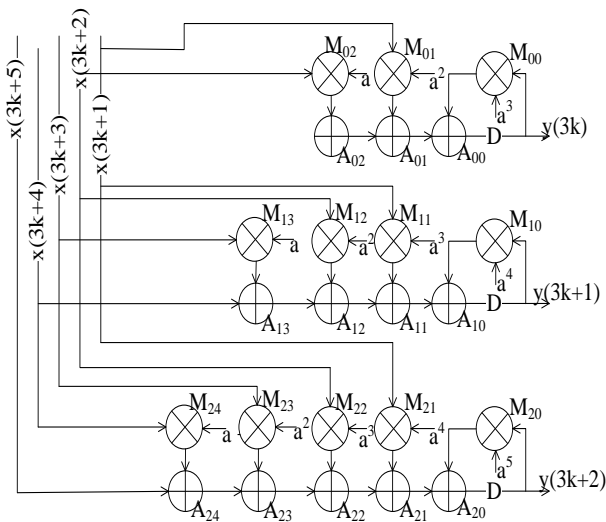 x(3k+5)
x(3k+4)
x(3k+3)
x(3k+2)
x(3k+1)
M02 M01 M00
a a² a³
A02 A01 A00 D y(3k)
M13 M12 M11 M10
a a² a³ a⁴
A13 A12 A11 A10 D y(3k+1)
M24 M23 M22 M21 M20
a a² a³ a⁴ a⁵
A24 A23 A22 A21 A20 D y(3k+2)